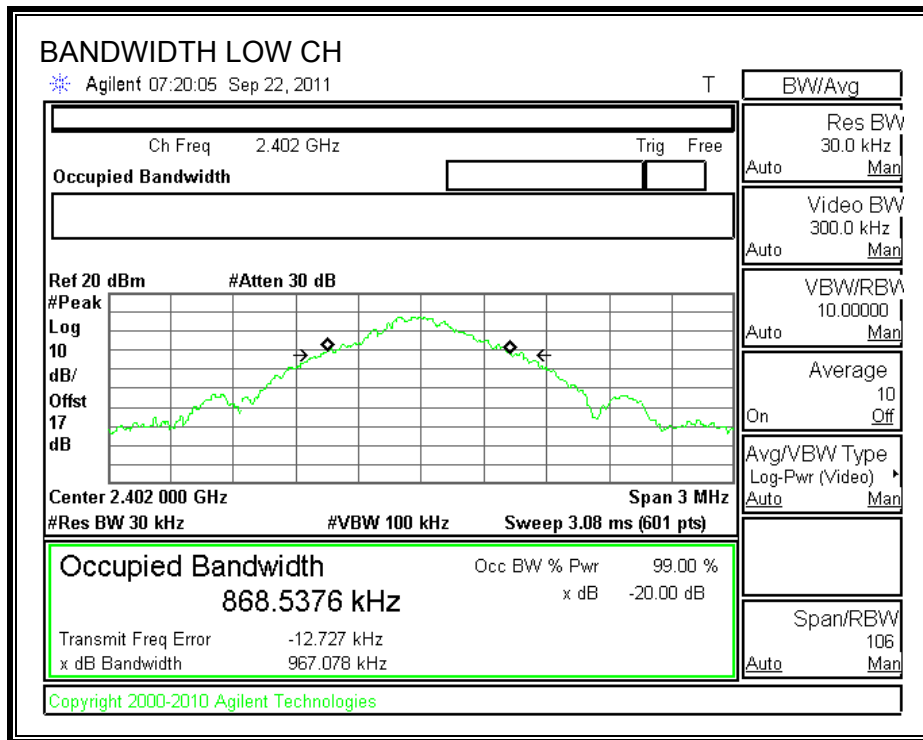 BANDWIDTH LOW CH
Agilent 07:20:05 Sep 22, 2011 T
Ch Freq 2.402 GHz Trig Free
Occupied Bandwidth
Ref 20 dBm #Atten 30 dB
#Peak
Log
10
dB/
Offst
17
dB
Center 2.402 000 GHz Span 3 MHz
#Res BW 30 kHz #VBW 100 kHz Sweep 3.08 ms (601 pts)
Occupied Bandwidth
868.5376 kHz
Occ BW % Pwr 99.00 %
x dB -20.00 dB
Transmit Freq Error -12.727 kHz
x dB Bandwidth 967.078 kHz
Copyright 2000-2010 Agilent Technologies
BW/Avg
Res BW
30.0 kHz
Auto Man
Video BW
300.0 kHz
Auto Man
VBW/RBW
10.00000
Auto Man
Average
10
On Off
Avg/VBW Type
Log-Pwr (Video)
Auto Man
Span/RBW
106
Auto Man